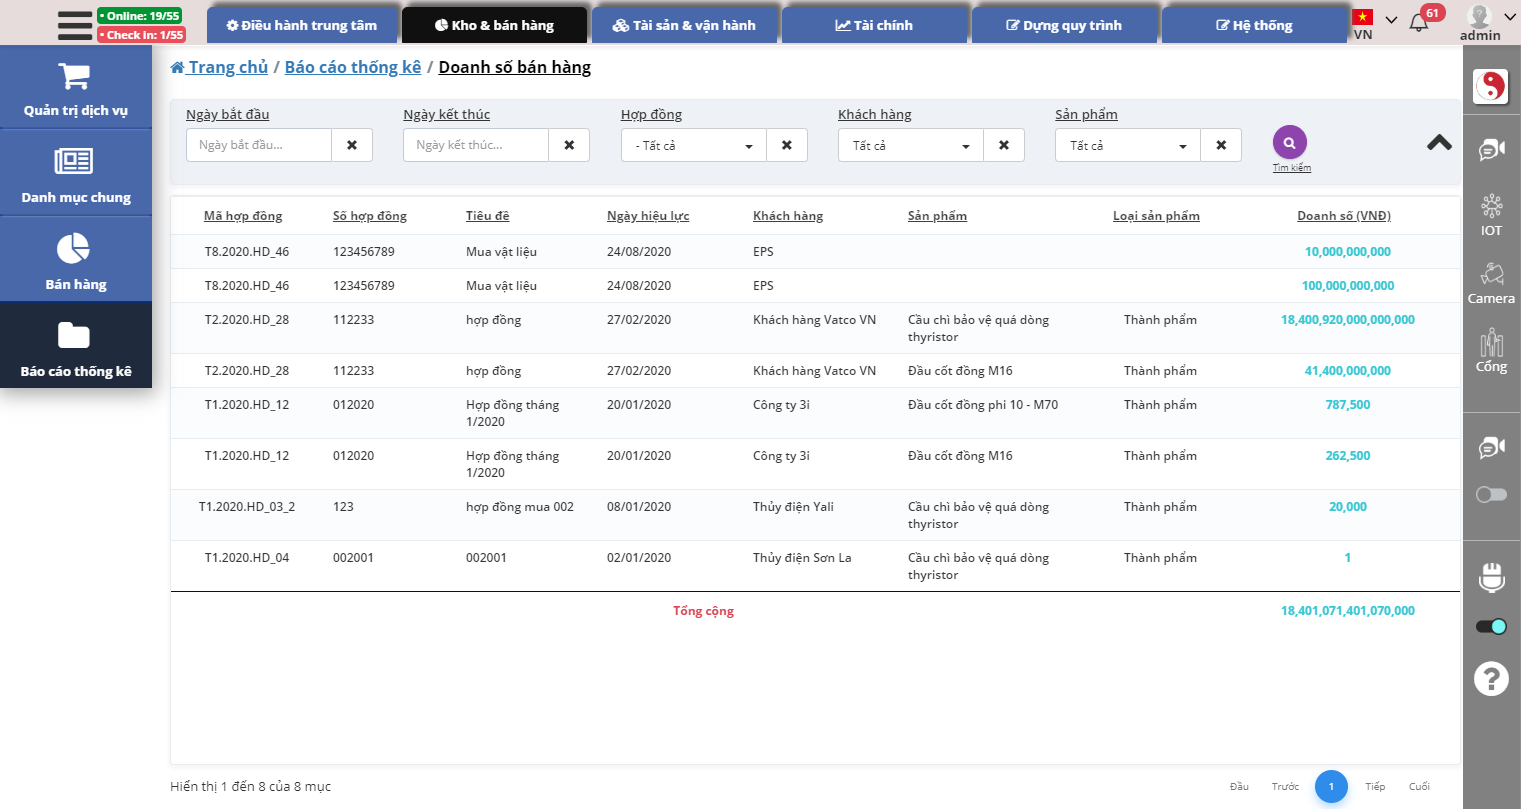 • Online: 19/55
• Check in: 1/55
Điều hành trung tâm
Kho & bán hàng
Tài sản & vận hành
Tài chính
Dựng quy trình
Hệ thống
VN
61
admin
Quản trị dịch vụ
Danh mục chung
Bán hàng
Báo cáo thống kê
Trang chủ / Báo cáo thống kê / Doanh số bán hàng
Ngày bắt đầu Ngày kết thúc Hợp đồng Khách hàng Sản phẩm
Ngày bắt đầu... Ngày kết thúc... - Tất cả Tất cả Tất cả
Tìm kiếm
Mã hợp đồng Số hợp đồng Tiêu đề Ngày hiệu lực Khách hàng Sản phẩm Loại sản phẩm Doanh số (VNĐ)
T8.2020.HD_46 123456789 Mua vật liệu 24/08/2020 EPS 10,000,000,000
T8.2020.HD_46 123456789 Mua vật liệu 24/08/2020 EPS 100,000,000,000
T2.2020.HD_28 112233 hợp đồng 27/02/2020 Khách hàng Vatco VN Cầu chì bảo vệ quá dòng Thành phẩm 18,400,920,000,000,000
thyristor
T2.2020.HD_28 112233 hợp đồng 27/02/2020 Khách hàng Vatco VN Đầu cốt đồng M16 Thành phẩm 41,400,000,000
T1.2020.HD_12 012020 Hợp đồng tháng 20/01/2020 Công ty 3i Đầu cốt đồng phi 10 - M70 Thành phẩm 787,500
1/2020
T1.2020.HD_12 012020 Hợp đồng tháng 20/01/2020 Công ty 3i Đầu cốt đồng M16 Thành phẩm 262,500
1/2020
T1.2020.HD_03_2 123 hợp đồng mua 002 08/01/2020 Thủy điện Yali Cầu chì bảo vệ quá dòng Thành phẩm 20,000
thyristor
T1.2020.HD_04 002001 002001 02/01/2020 Thủy điện Sơn La Cầu chì bảo vệ quá dòng Thành phẩm 1
thyristor
Tổng cộng 18,401,071,401,070,000
Hiển thị 1 đến 8 của 8 mục
Đầu Trước 1 Tiếp Cuối
IOT
Camera
Cổng